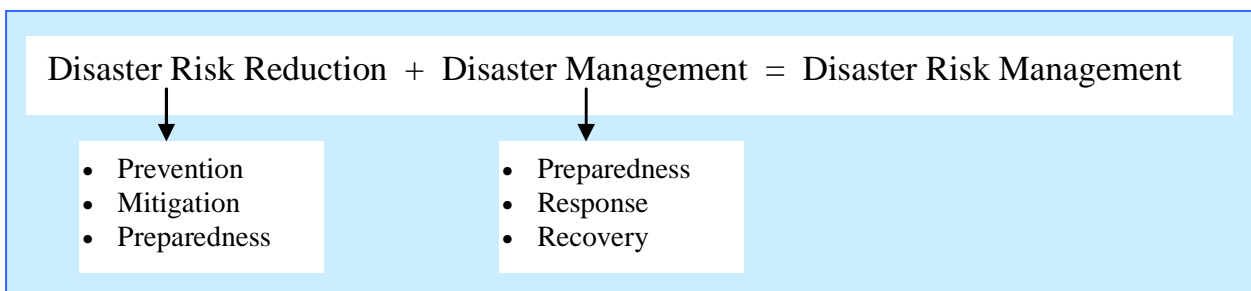 Disaster Risk Reduction + Disaster Management = Disaster Risk Management
• Prevention
• Mitigation
• Preparedness
• Preparedness
• Response
• Recovery